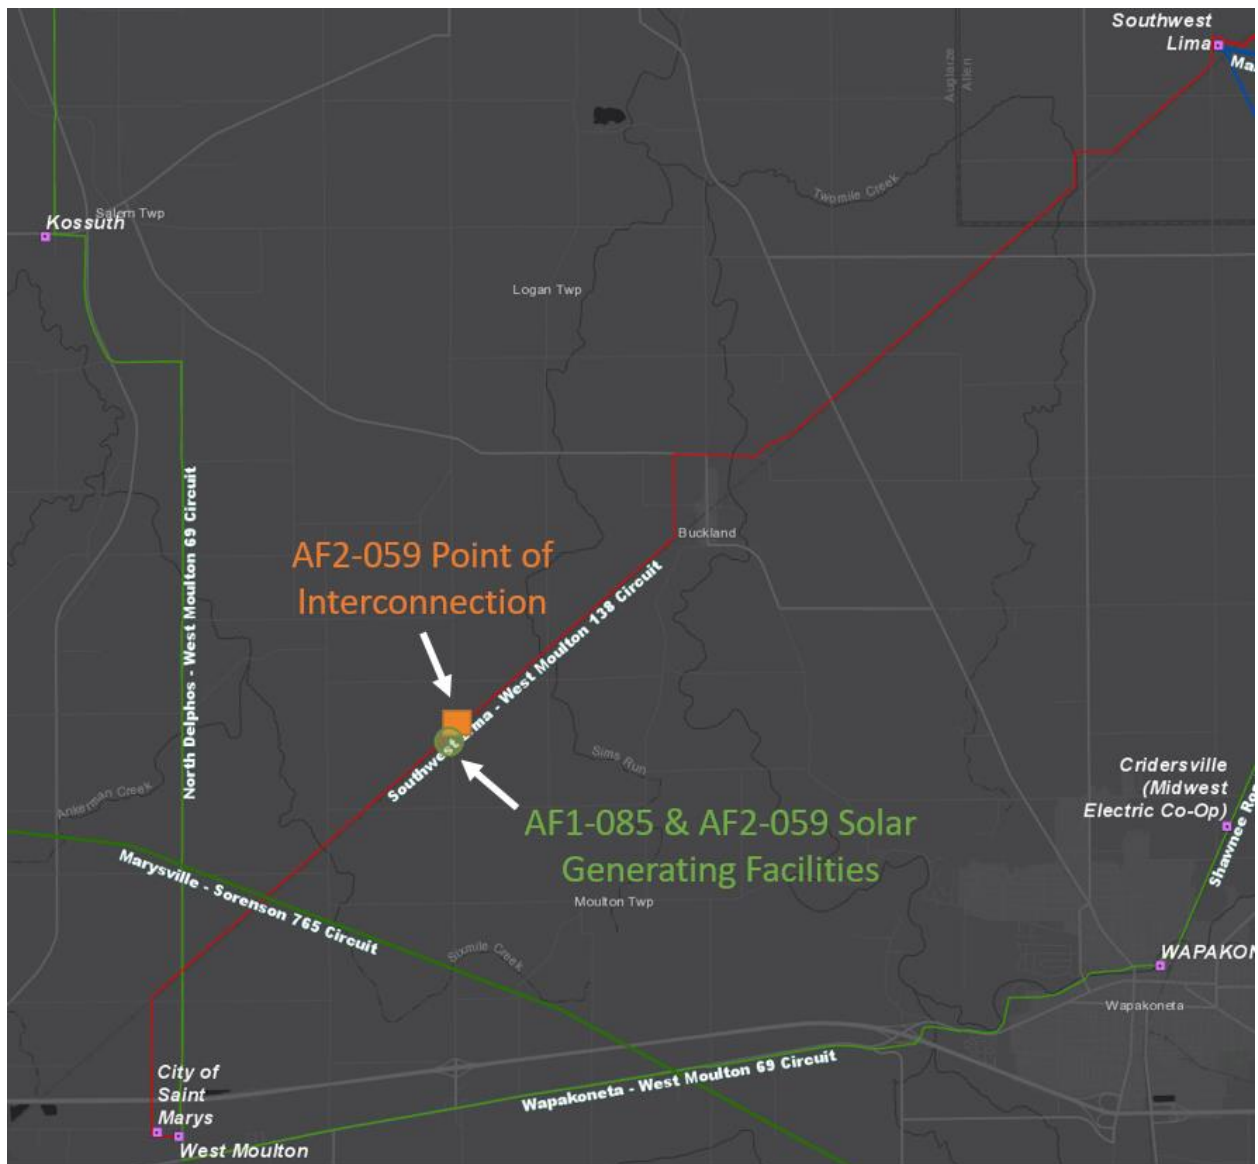 Southwest
Lima
Auglaize
Allen
Twomile Creek
Kossuth
Salem Twp
Logan Twp
Buckland
AF2-059 Point of
Interconnection
North Delphos - West Moulton 69 Circuit
Southwest Lima - West Moulton 138 Circuit
Sims Run
Ankerman Creek
Cridersville
(Midwest
Electric Co-Op)
AF1-085 & AF2-059 Solar
Generating Facilities
Marysville - Sorenson 765 Circuit
Moulton Twp
Sixmile Creek
Shawnee
WAPAKON
Wapakoneta
Wapakoneta - West Moulton 69 Circuit
City of
Saint
Marys
West Moulton